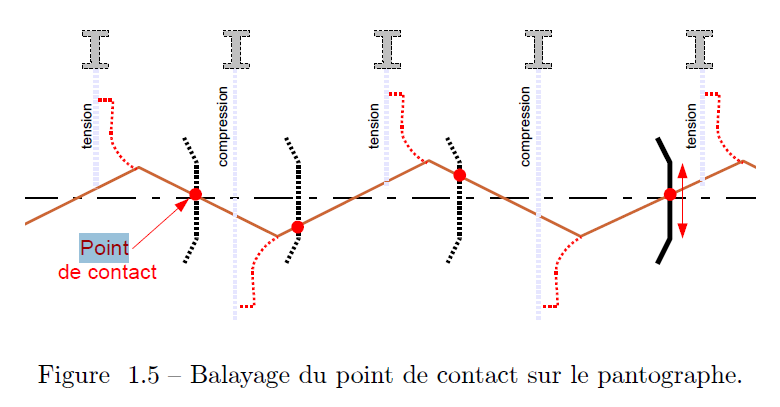 tension
compression
tension
compression
tension
Point
de contact
Figure 1.5 – Balayage du point de contact sur le pantographe.